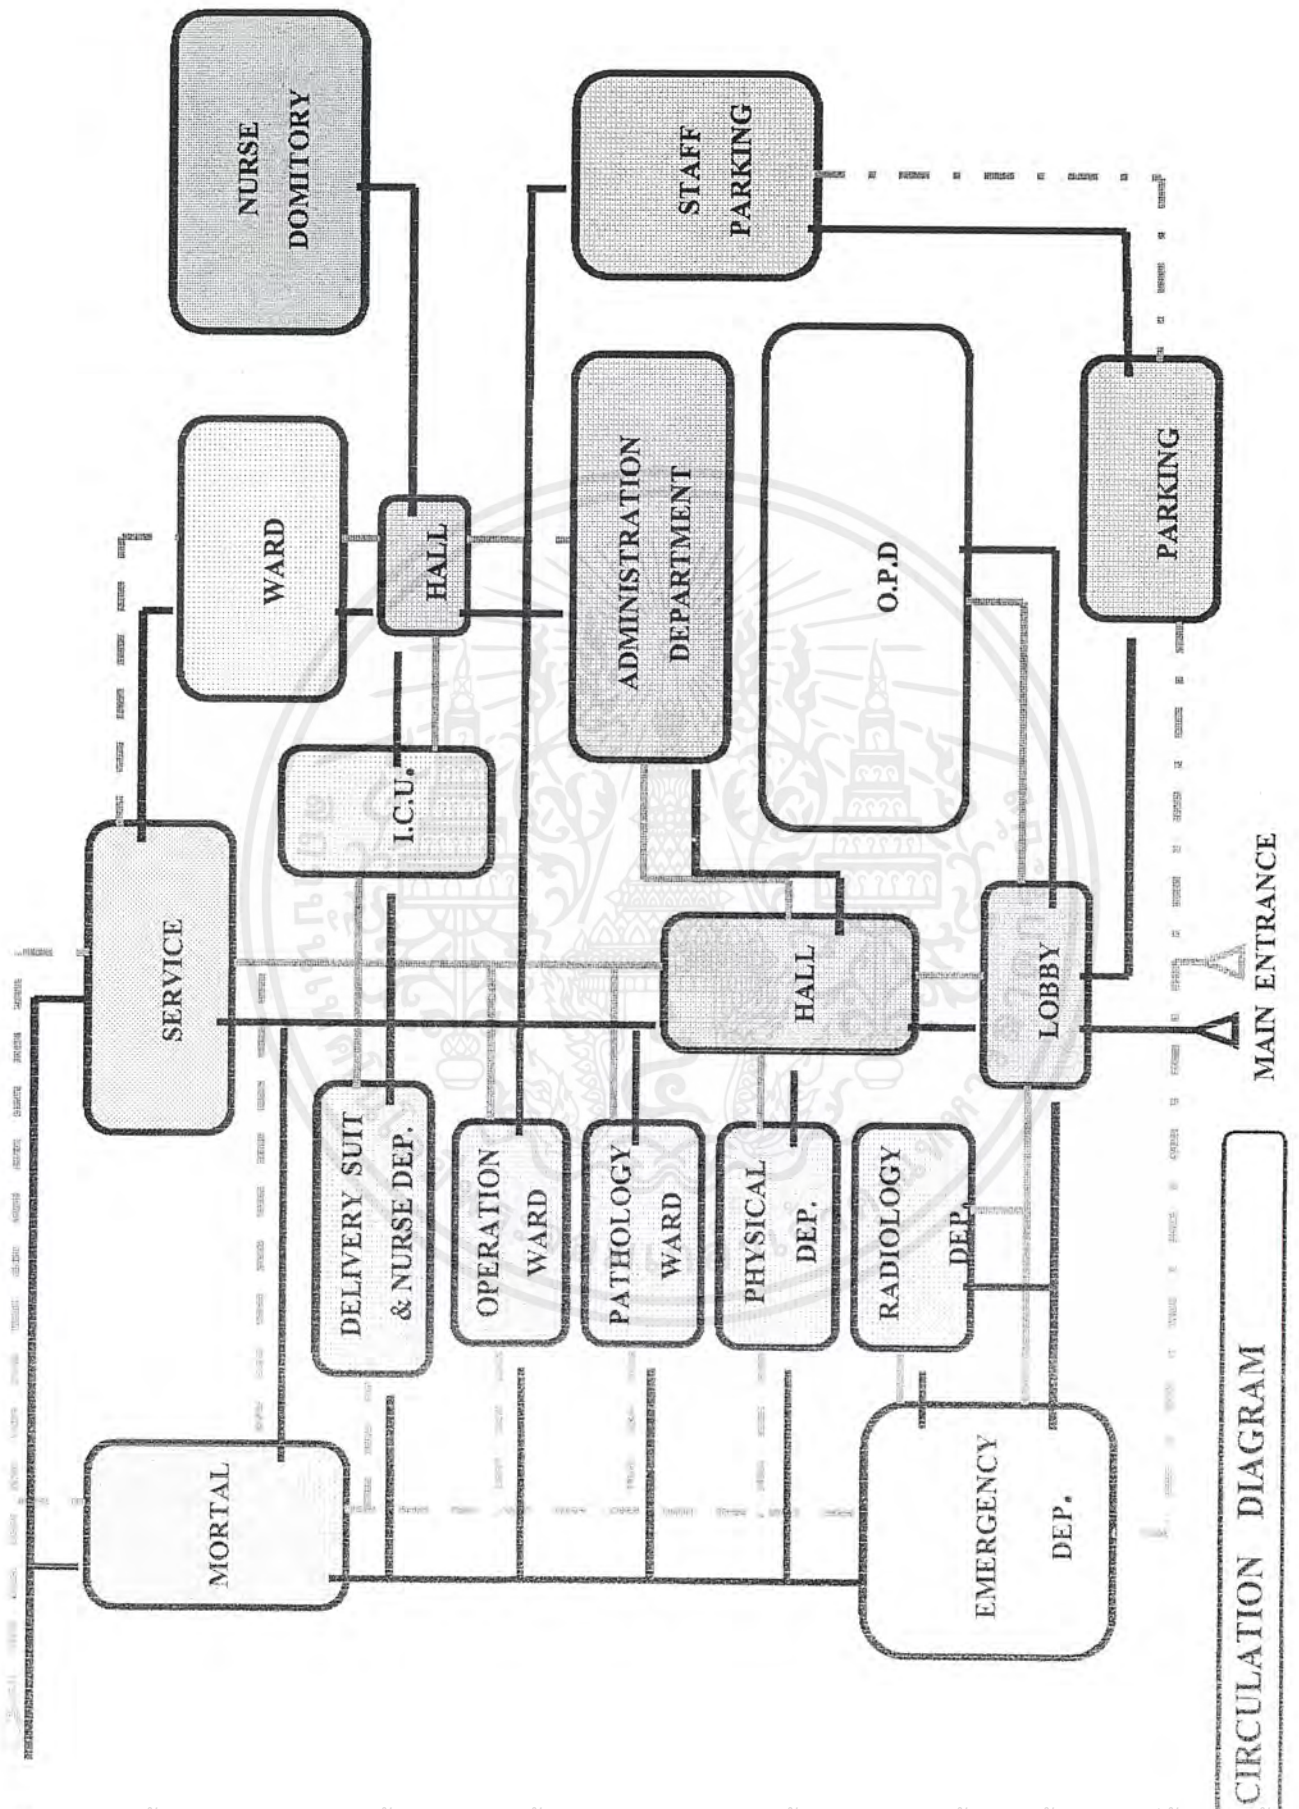 MORTAL
SERVICE
WARD
NURSE
DOMITORY
DELIVERY SUIT
& NURSE DEP.
I.C.U.
HALL
OPERATION
WARD
PATHOLOGY
WARD
ADMINISTRATION
DEPARTMENT
STAFF
PARKING
PHYSICAL
DEP.
HALL
RADIOLOGY
DEP.
O.P.D
EMERGENCY
DEP.
LOBBY
PARKING
MAIN ENTRANCE
CIRCULATION DIAGRAM